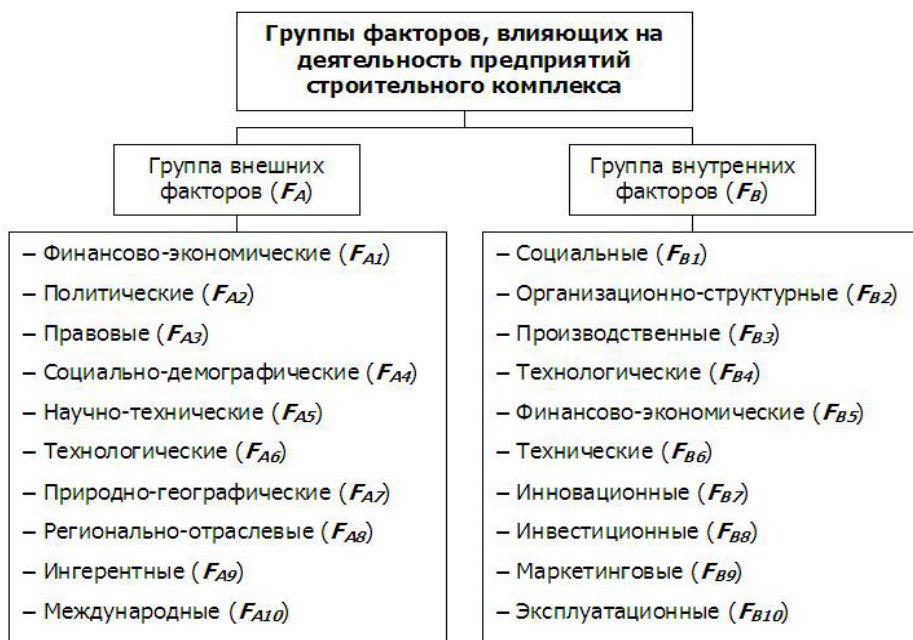 Группы факторов, влияющих на
деятельность предприятий
строительного комплекса
Группа внешних
факторов (FA)
Группа внутренних
факторов (FB)
– Финансово-экономические (FA1)
– Политические (FA2)
– Правовые (FA3)
– Социально-демографические (FA4)
– Научно-технические (FA5)
– Технологические (FA6)
– Природно-географические (FA7)
– Регионально-отраслевые (FA8)
– Ингерентные (FA9)
– Международные (FA10)
– Социальные (FB1)
– Организационно-структурные (FB2)
– Производственные (FB3)
– Технологические (FB4)
– Финансово-экономические (FB5)
– Технические (FB6)
– Инновационные (FB7)
– Инвестиционные (FB8)
– Маркетинговые (FB9)
– Эксплуатационные (FB10)